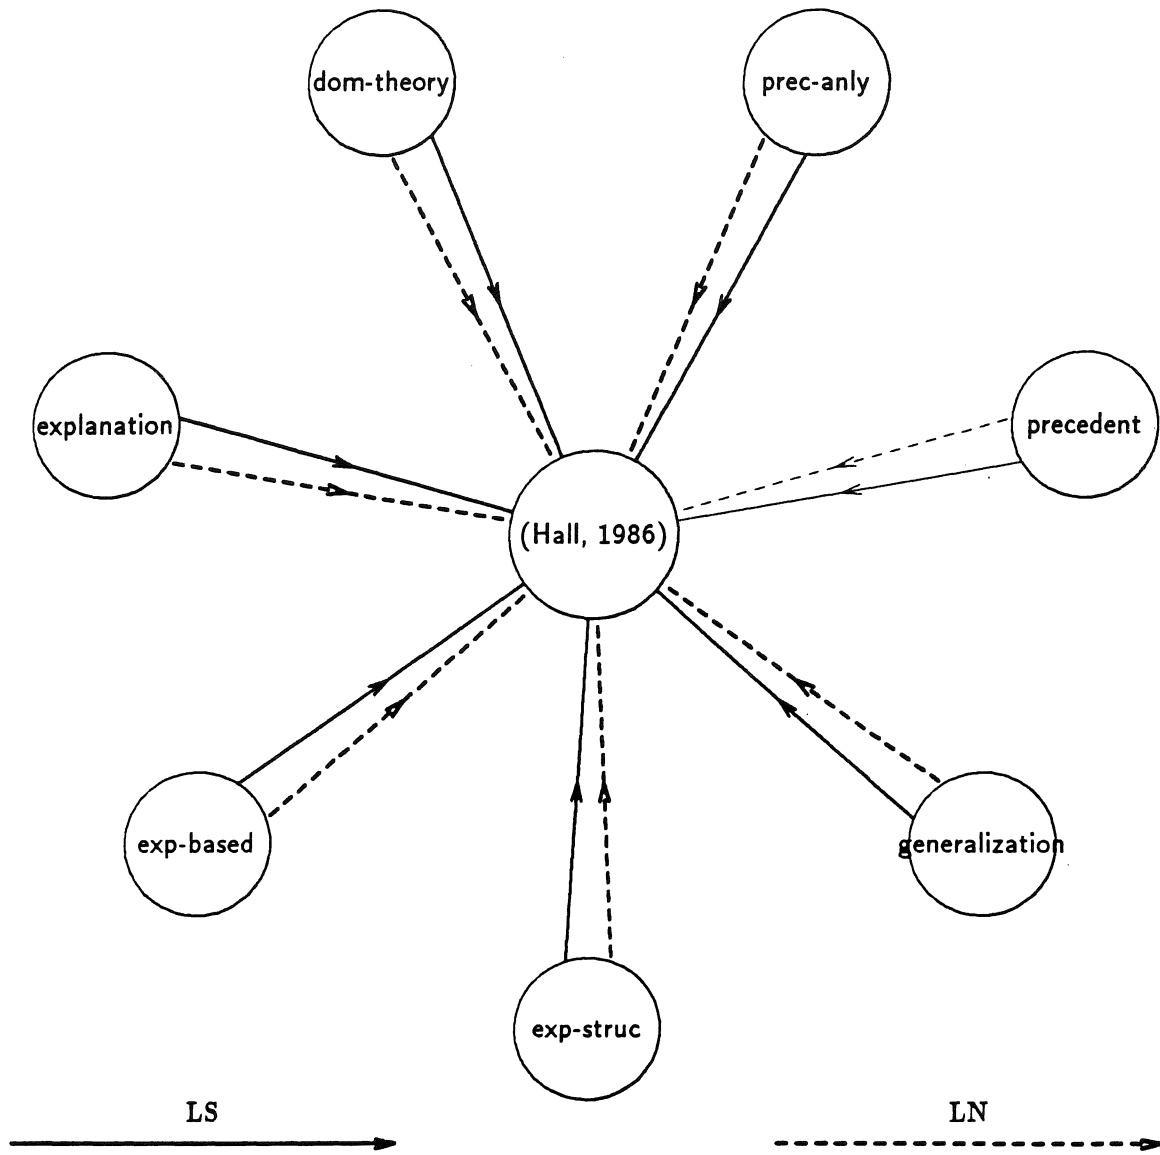 dom-theory
prec-anly
explanation
precedent
(Hall, 1986)
exp-based
generalization
exp-struc
LS
LN